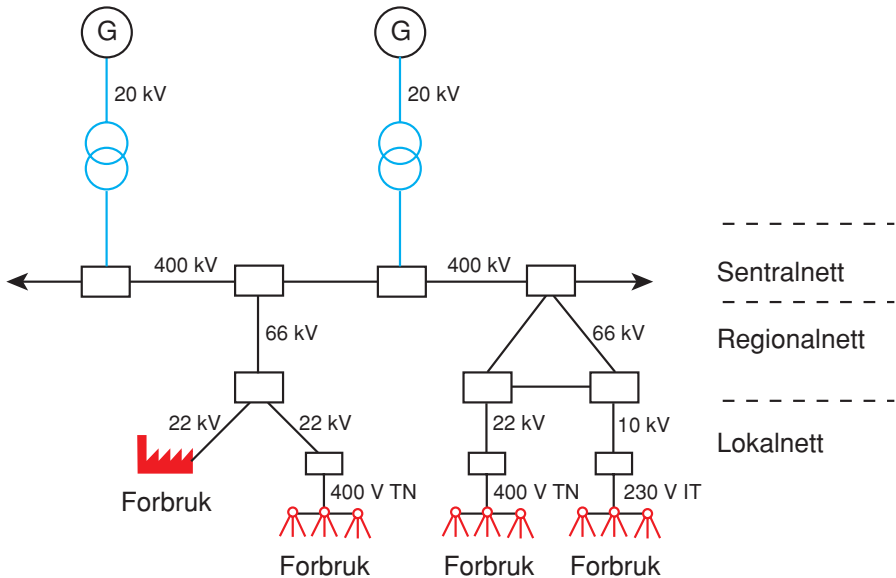 G
G
20 kV
20 kV
400 kV
400 kV
Sentralnett
66 kV
66 kV
Regionalnett
22 kV
22 kV
22 kV
10 kV
Lokalnett
Forbruk
400 V TN
400 V TN
230 V IT
Forbruk
Forbruk
Forbruk